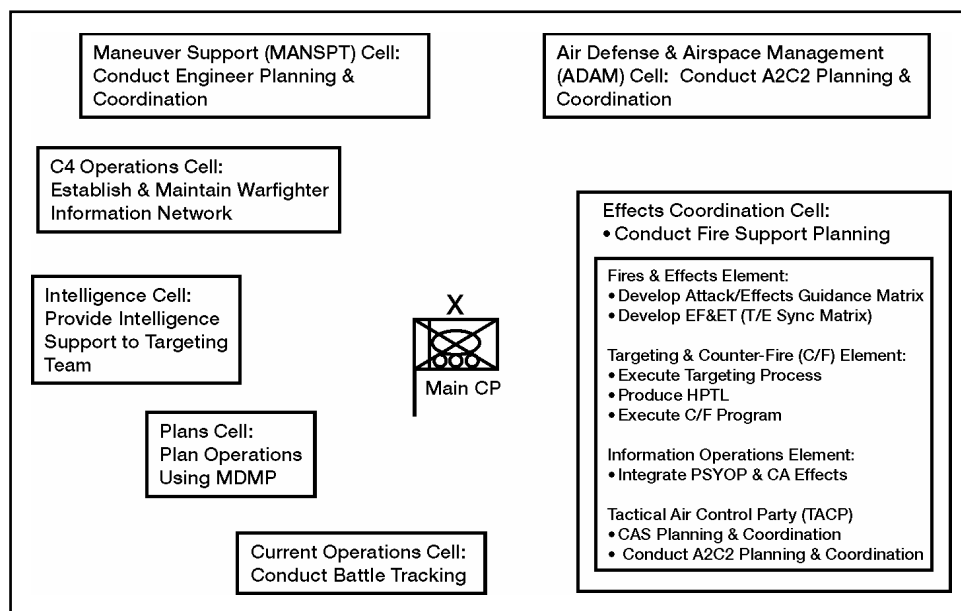 Maneuver Support (MANSPT) Cell:
Conduct Engineer Planning &
Coordination
Air Defense & Airspace Management
(ADAM) Cell: Conduct A2C2 Planning &
Coordination
C4 Operations Cell:
Establish & Maintain Warfighter
Information Network
Effects Coordination Cell:
• Conduct Fire Support Planning
Fires & Effects Element:
• Develop Attack/Effects Guidance Matrix
• Develop EF&ET (T/E Sync Matrix)
Targeting & Counter-Fire (C/F) Element:
• Execute Targeting Process
• Produce HPTL
• Execute C/F Program
Information Operations Element:
• Integrate PSYOP & CA Effects
Tactical Air Control Party (TACP)
• CAS Planning & Coordination
• Conduct A2C2 Planning & Coordination
Intelligence Cell:
Provide Intelligence
Support to Targeting
Team
X
Main CP
Plans Cell:
Plan Operations
Using MDMP
Current Operations Cell:
Conduct Battle Tracking